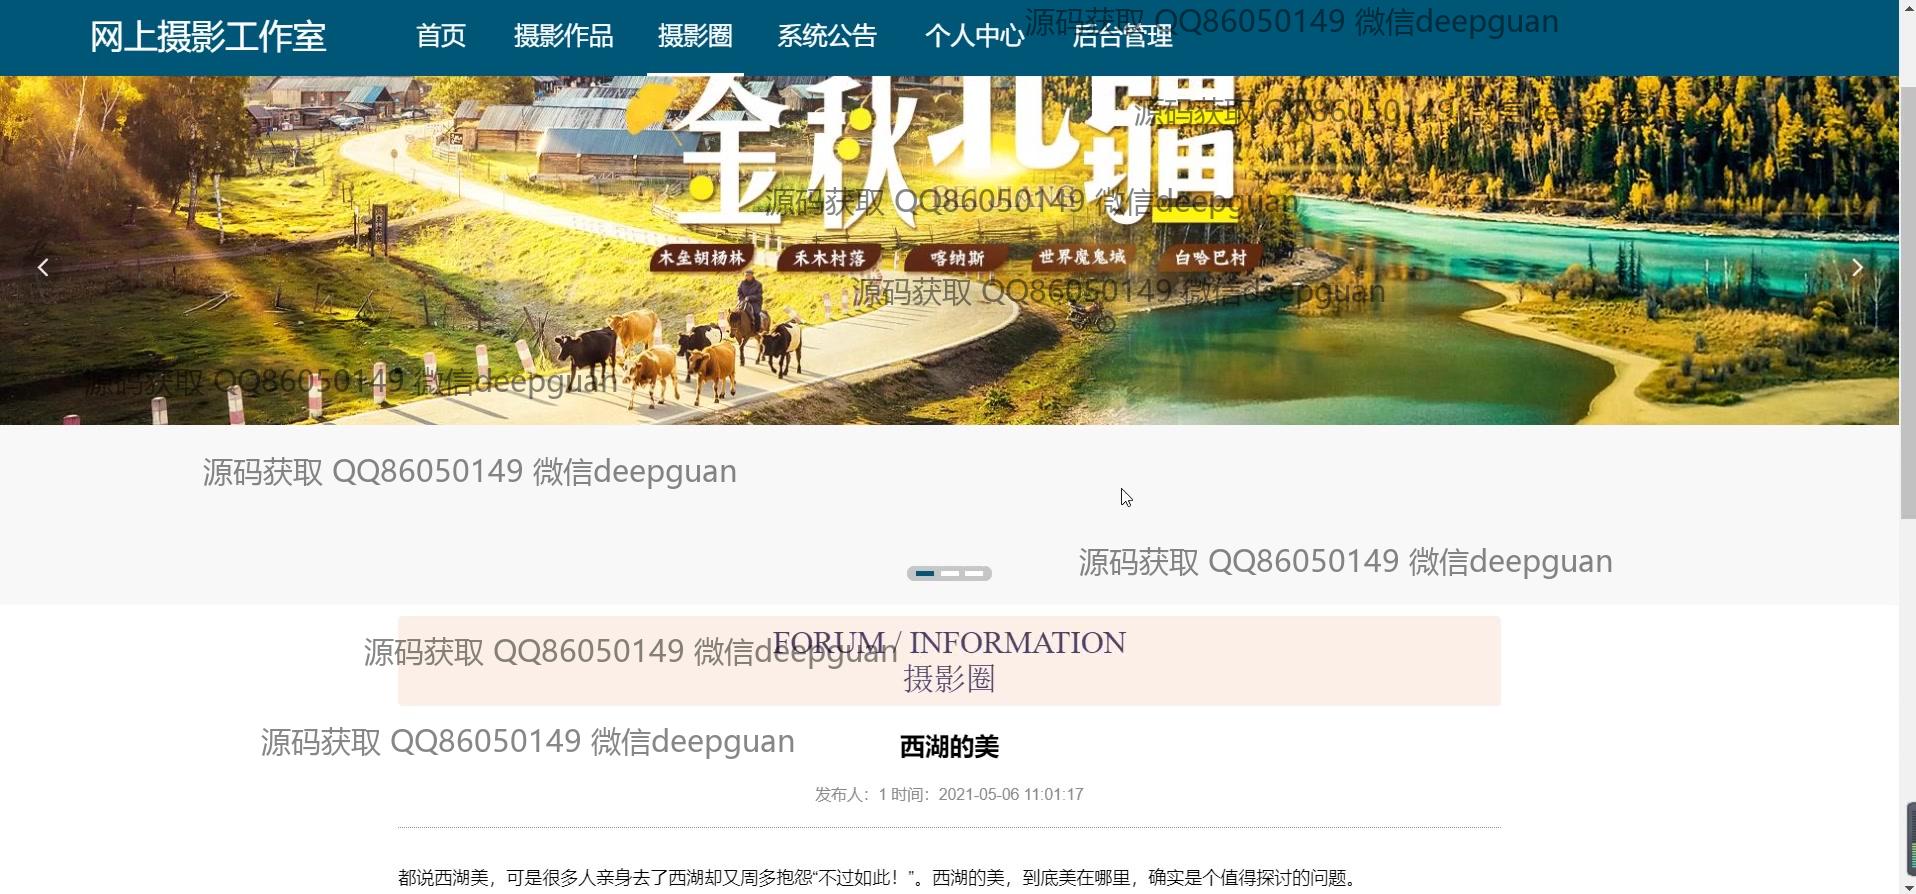 网上摄影工作室 首页 摄影作品 摄影圈 系统公告 个人中心 后台管理
源码获取 QQ86050149 微信deepguan
源码获取 QQ86050149 微信deepguan
金秋北疆
源码获取 QQ86050149 微信deepguan
木垒胡杨林 禾木村落 喀纳斯 世界魔鬼域 白哈巴村
源码获取 QQ86050149 微信deepguan
源码获取 QQ86050149 微信deepguan
源码获取 QQ86050149 微信deepguan
源码获取 QQ86050149 微信deepguan
源码获取 QQ86050149 微信deepguan
FORUM / INFORMATION
摄影圈
源码获取 QQ86050149 微信deepguan
西湖的美
发布人：1 时间：2021-05-06 11:01:17
都说西湖美，可是很多人亲身去了西湖却又周多抱怨“不过如此！”。西湖的美，到底美在哪里，确实是个值得探讨的问题。